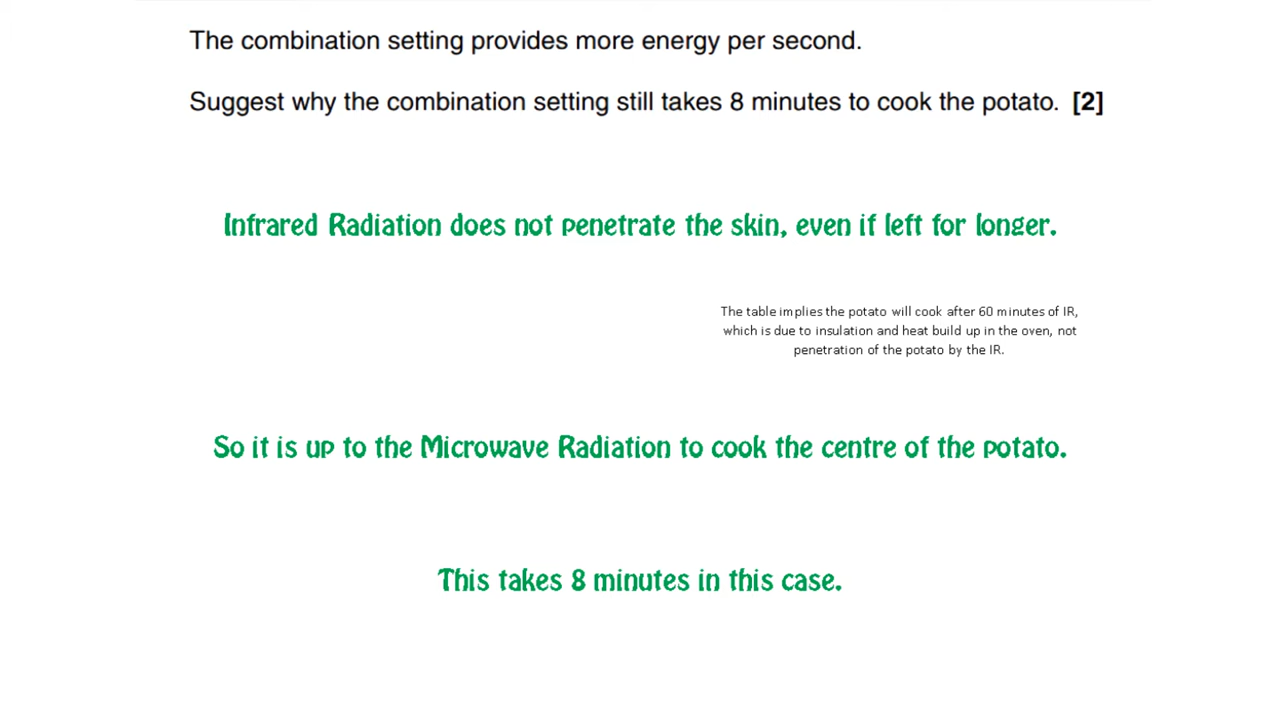 The combination setting provides more energy per second.
Suggest why the combination setting still takes 8 minutes to cook the potato. [2]
Infrared Radiation does not penetrate the skin, even if left for longer.
The table implies the potato will cook after 60 minutes of IR,
which is due to insulation and heat build up in the oven, not
penetration of the potato by the IR.
So it is up to the Microwave Radiation to cook the centre of the potato.
This takes 8 minutes in this case.